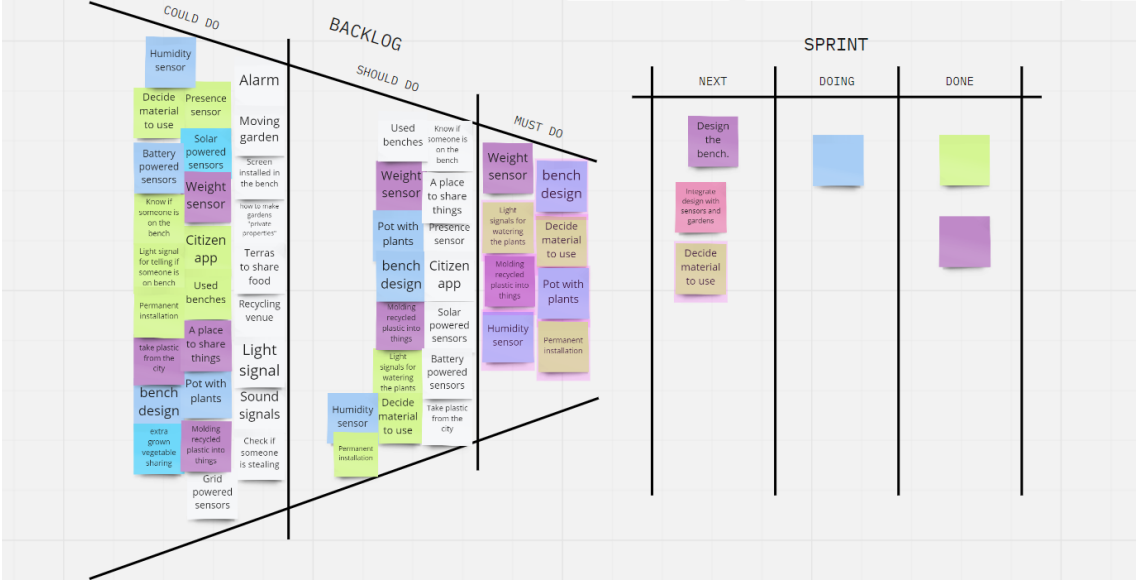 COULD DO
BACKLOG
SHOULD DO
MUST DO
Humidity
sensor
Decide
material
to use
Presence
sensor
Alarm
Battery
powered
sensors
Solar
powered
sensors
Moving
garden
Know if
someone is
on the
bench
Weight
sensor
Screen
installed in
the bench
Light signal
for telling if
someone is
on bench
Citizen
app
how to make
gardens
"private
properties"
Permanent
installation
Used
benches
Terras
to share
food
take plastic
from the
city
A place
to share
things
Recycling
venue
bench
design
Pot with
plants
Light
signal
extra
grown
vegetable
sharing
Molding
recycled
plastic into
things
Sound
signals
Grid
powered
sensors
Check if
someone
is stealing
Used
benches
Know if
someone is
on the
bench
Weight
sensor
A place to
share
things
Pot with
plants
Presence
sensor
bench
design
Citizen
app
Molding
recycled
plastic into
things
Solar
powered
sensors
Light
signals for
watering
the plants
Battery
powered
sensors
Humidity
sensor
Decide
material
to use
Take plastic
from the
city
Permanent
installation
Weight
sensor
bench
design
Light
signals for
watering
the plants
Decide
material
to use
Molding
recycled
plastic into
things
Pot with
plants
Humidity
sensor
Permanent
installation
SPRINT
NEXT
DOING
DONE
Design
the
bench.
Integrate
design with
sensors and
gardens
Decide
material
to use